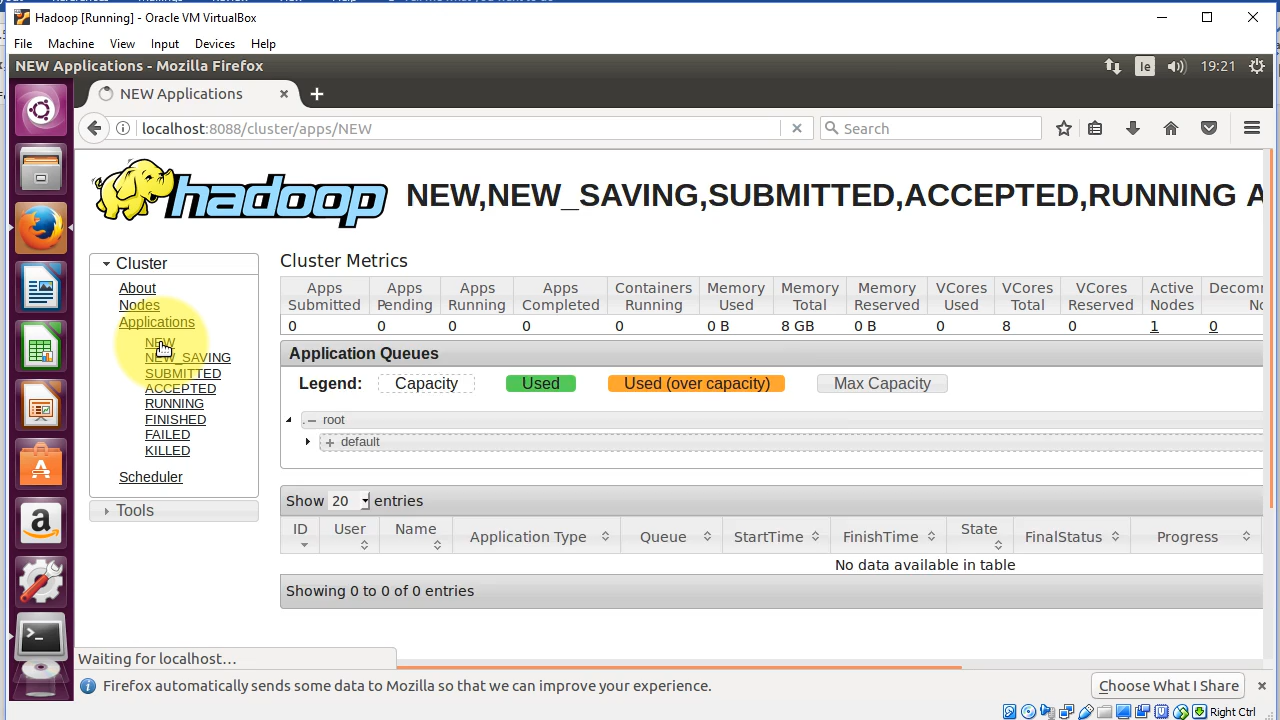 Hadoop [Running] - Oracle VM VirtualBox
File Machine View Input Devices Help
NEW Applications - Mozilla Firefox
19:21
NEW Applications
localhost:8088/cluster/apps/NEW
Search
hadoop
NEW,NEW_SAVING,SUBMITTED,ACCEPTED,RUNNING A
Cluster
About
Nodes
Applications
NEW
NEW_SAVING
SUBMITTED
ACCEPTED
RUNNING
FINISHED
FAILED
KILLED
Scheduler
Tools
Cluster Metrics
Apps Submitted Apps Pending Apps Running Apps Completed Containers Running Memory Used Memory Total Memory Reserved VCores Used VCores Total VCores Reserved Active Nodes
0 0 0 0 0 0 B 8 GB 0 B 0 8 0 1 0
Application Queues
Legend: Capacity Used Used (over capacity) Max Capacity
root
default
Show 20 entries
ID User Name Application Type Queue StartTime FinishTime State FinalStatus Progress
No data available in table
Showing 0 to 0 of 0 entries
Waiting for localhost…
Firefox automatically sends some data to Mozilla so that we can improve your experience.
Choose What I Share
Right Ctrl